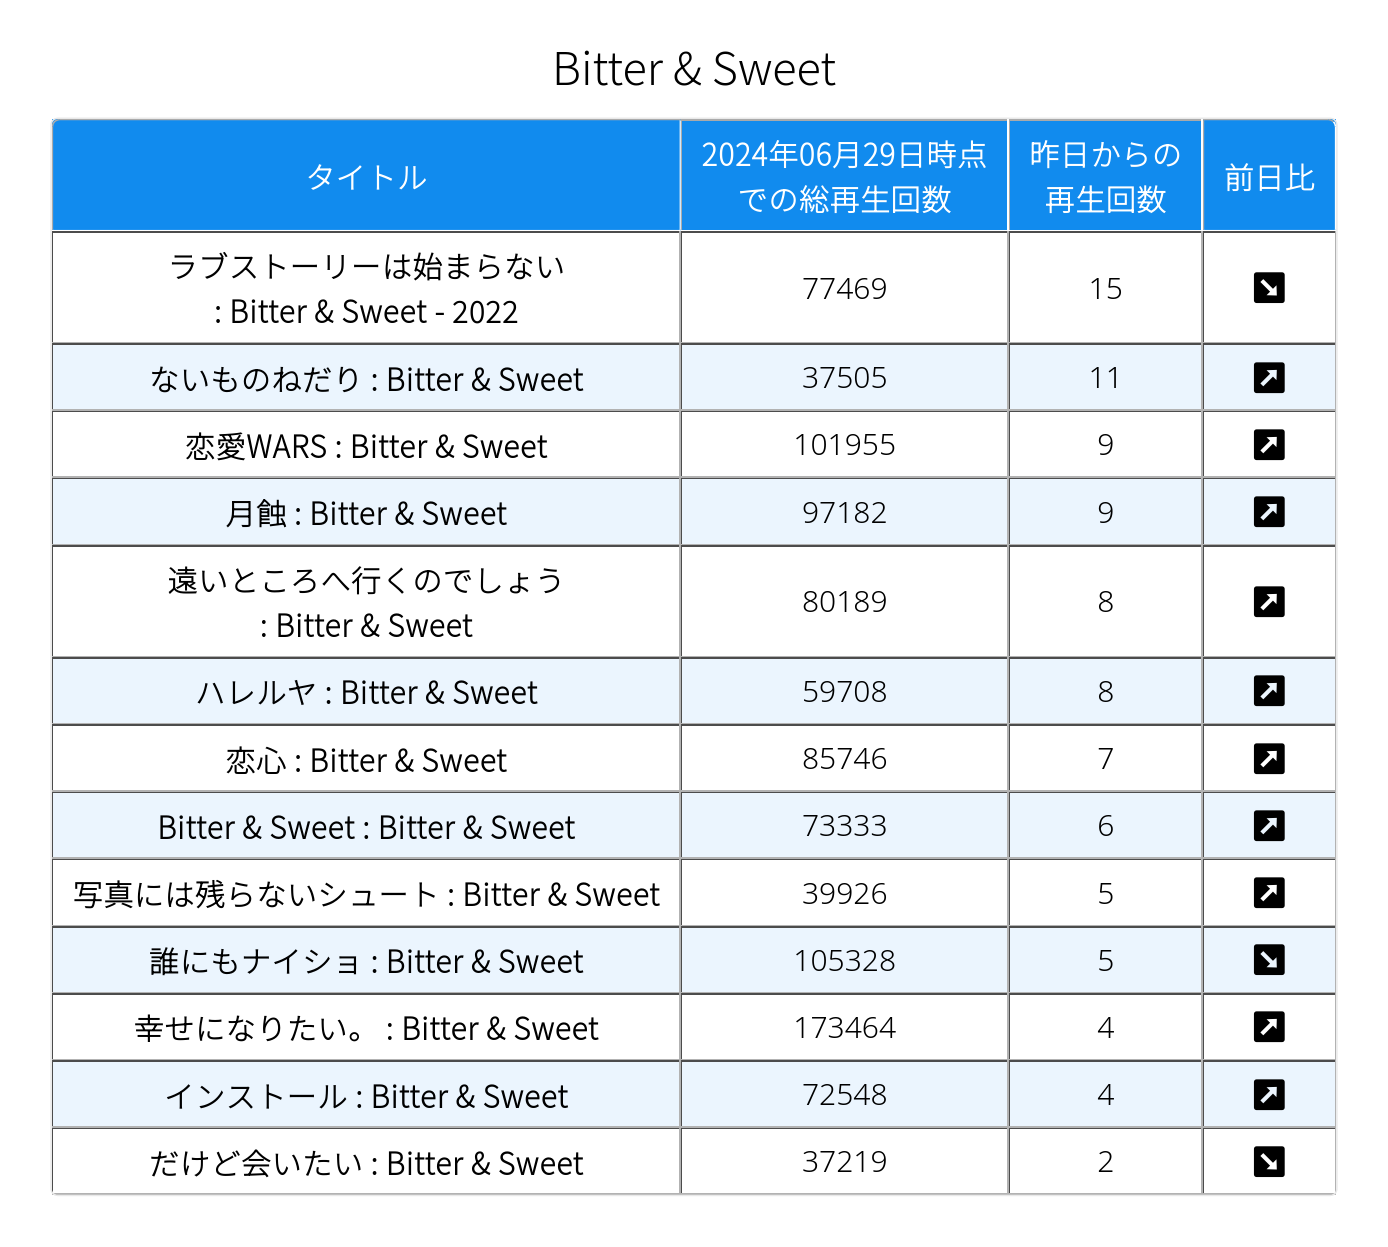 Bitter & Sweet
タイトル
2024年06月29日時点
での総再生回数
昨日からの
再生回数
前日比
ラブストーリーは始まらない
: Bitter & Sweet - 2022
77469
15
ないものねだり : Bitter & Sweet
37505
11
恋愛WARS : Bitter & Sweet
101955
9
月蝕 : Bitter & Sweet
97182
9
遠いところへ行くのでしょう
: Bitter & Sweet
80189
8
ハレルヤ : Bitter & Sweet
59708
8
恋心 : Bitter & Sweet
85746
7
Bitter & Sweet : Bitter & Sweet
73333
6
写真には残らないシュート : Bitter & Sweet
39926
5
誰にもナイショ : Bitter & Sweet
105328
5
幸せになりたい。 : Bitter & Sweet
173464
4
インストール : Bitter & Sweet
72548
4
だけど会いたい : Bitter & Sweet
37219
2